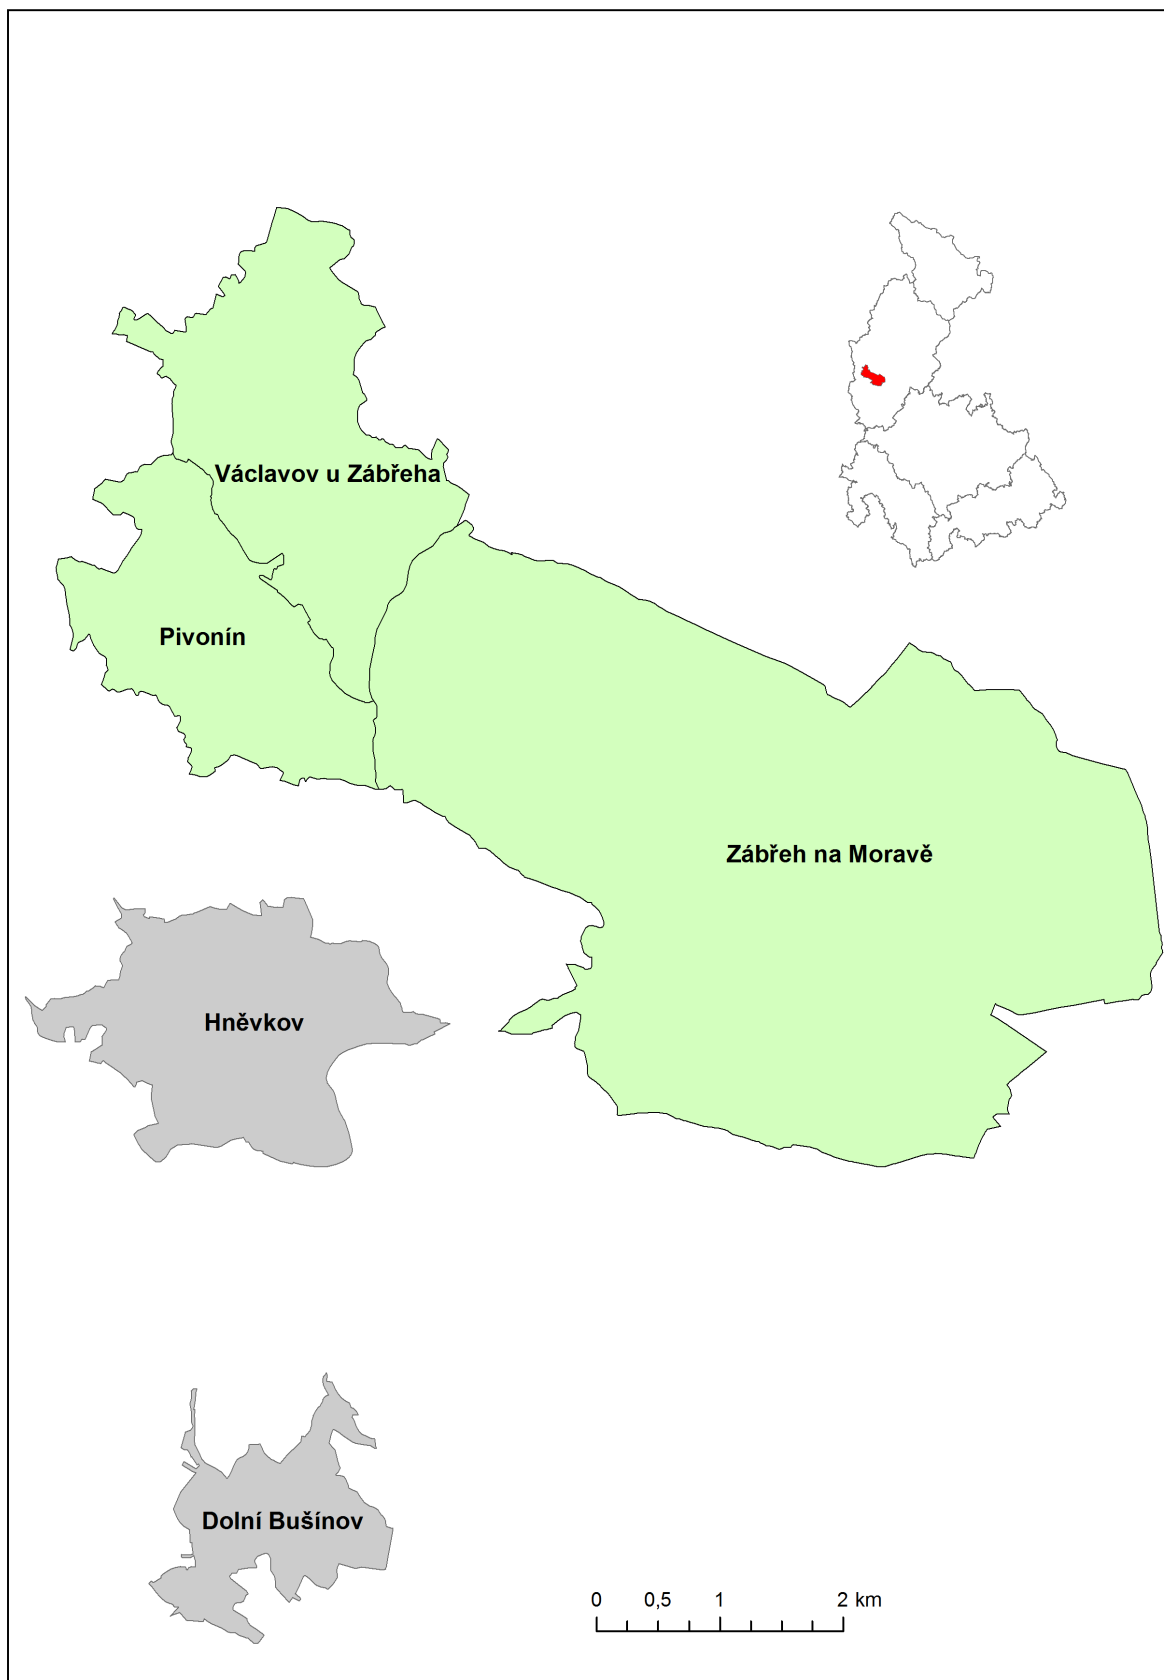 Václavov u Zábřeha
Pivonín
Zábřeh na Moravě
Hněvkov
Dolní Bušínov
0 0,5 1 2 km